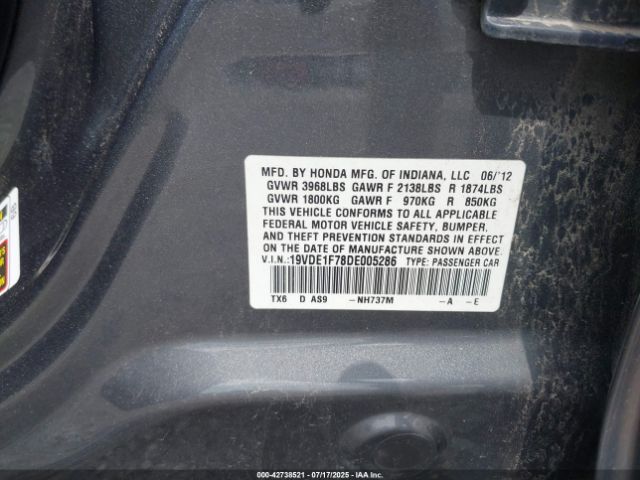 MFD. BY HONDA MFG. OF INDIANA, LLC 06/'12
GVWR 3968LBS GAWR F 2138LBS R 1874LBS
GVWR 1800KG GAWR F 970KG R 850KG
THIS VEHICLE CONFORMS TO ALL APPLICABLE
FEDERAL MOTOR VEHICLE SAFETY, BUMPER,
AND THEFT PREVENTION STANDARDS IN EFFECT
ON THE DATE OF MANUFACTURE SHOWN ABOVE.
V.I.N.:19VDE1F78DE005286 TYPE: PASSENGER CAR
TX6 D AS9 -NH737M -A -E
000-42738521 - 07/17/2025 - IAAI.COM